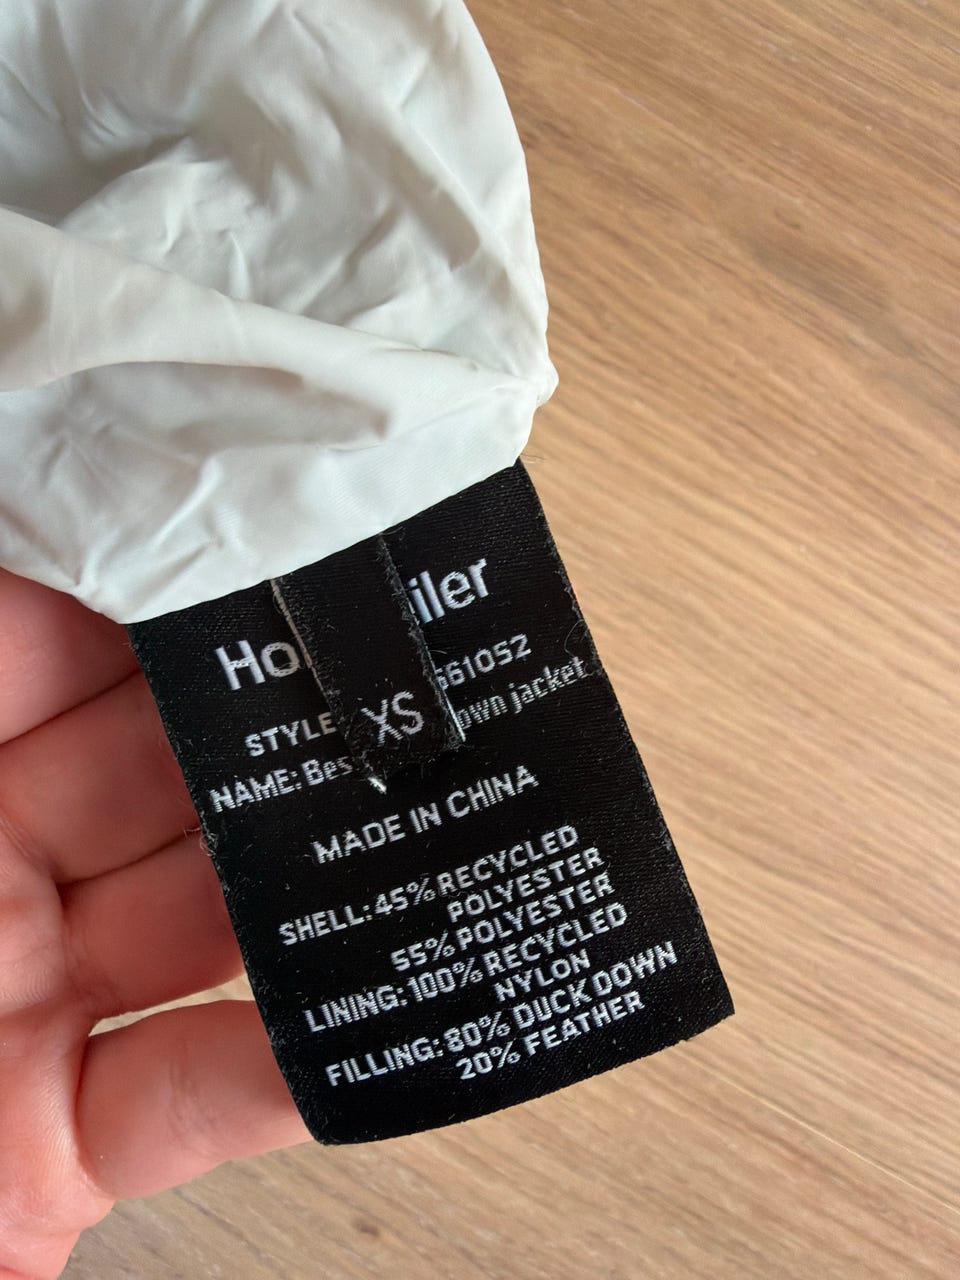 Ho iler
STYLE 661052
NAME: Bes own jacket
XS
MADE IN CHINA
SHELL: 45% RECYCLED
POLYESTER
55% POLYESTER
LINING: 100% RECYCLED
NYLON
FILLING: 80% DUCK DOWN
20% FEATHER